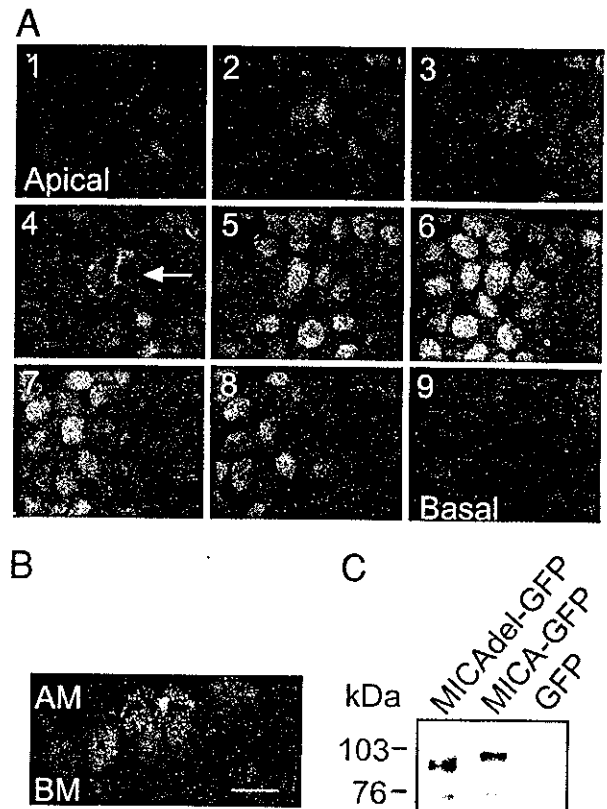 A
1
2
3
Apical
4
5
6
7
8
9
Basal
B
C
MICAdel-GFP
MICA-GFP
GFP
AM
BM
kDa
103-
76-